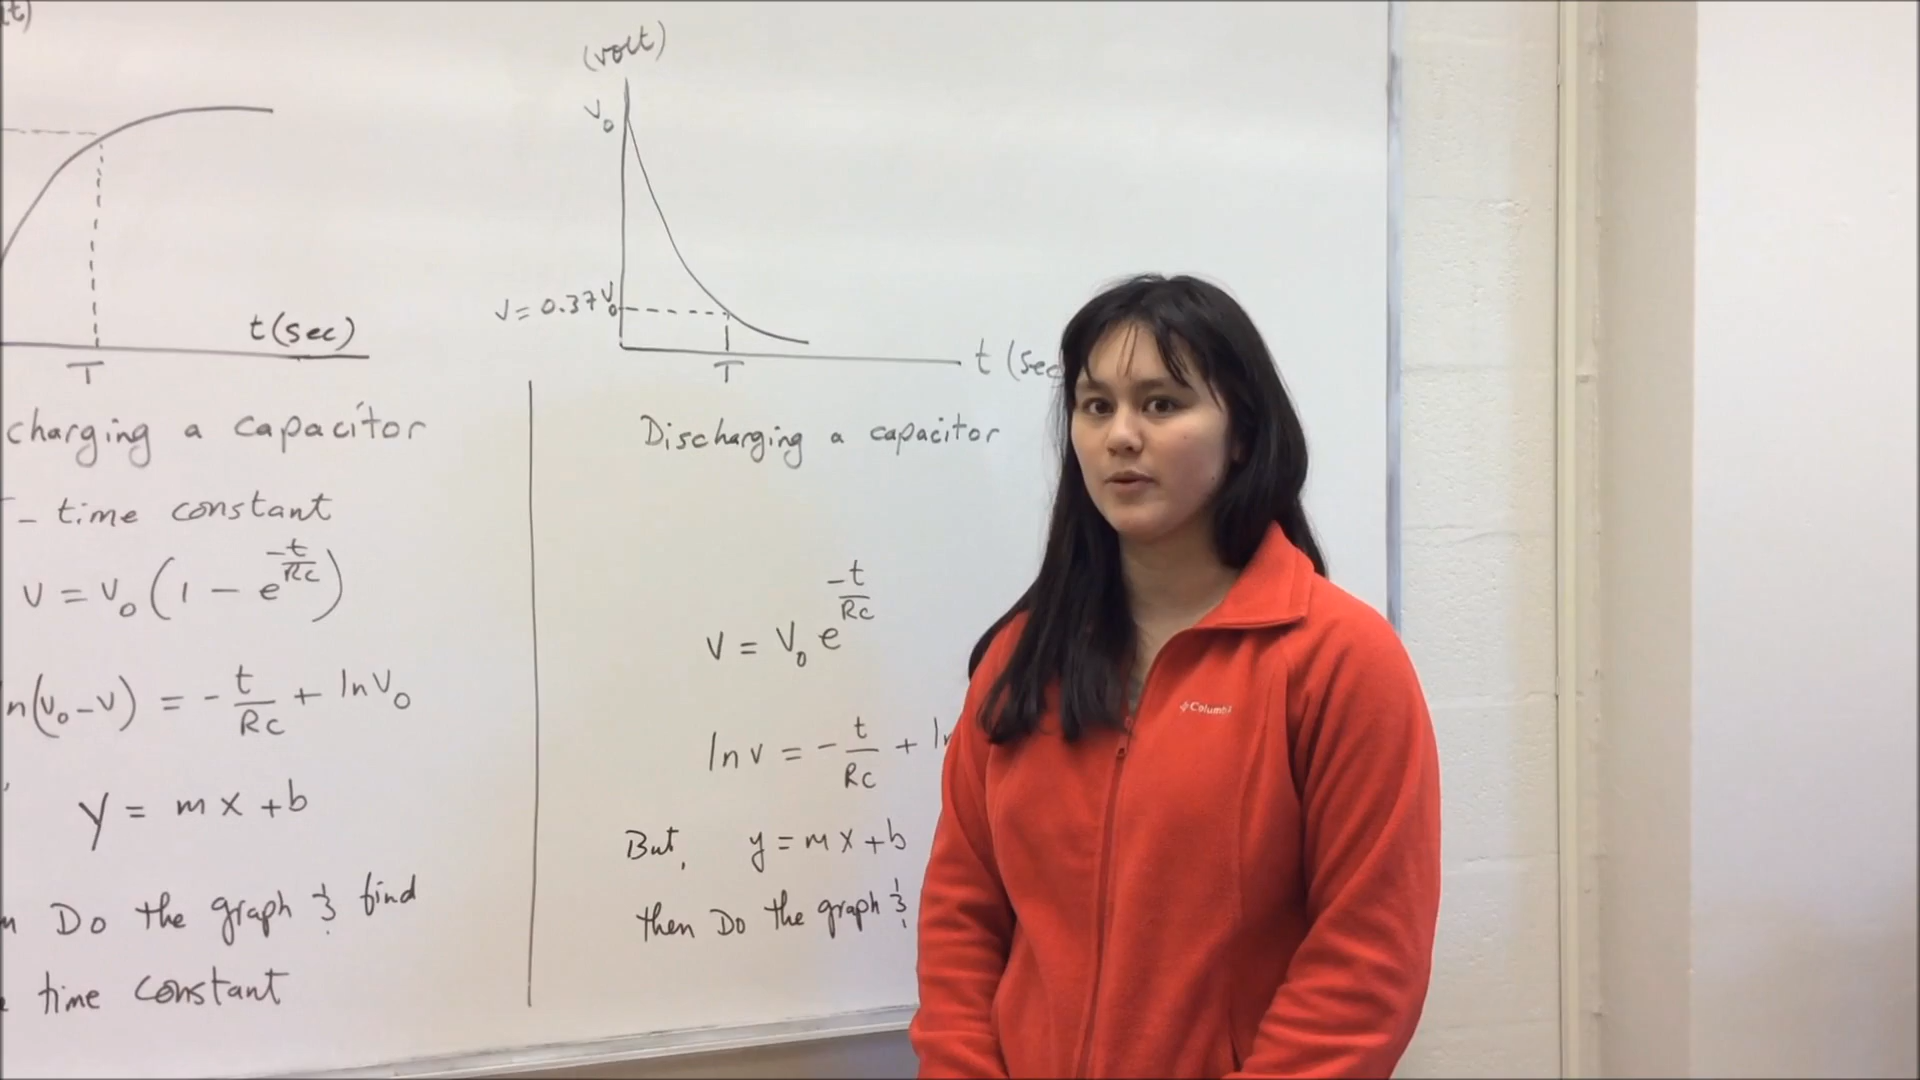 (volt)
V₀
V = 0.37V₀
T
t (sec
t(sec)
T
charging a capacitor
- time constant
V = V₀ (1 - e^(-t/RC))
n(V₀-V) = - t/RC + lnV₀
Y = mx+b
Do the graph & find
time constant
Discharging a capacitor
V = V₀ e^(-t/RC)
ln V = - t/RC + ln
But, y = mx+b
then Do the graph &
Columbia